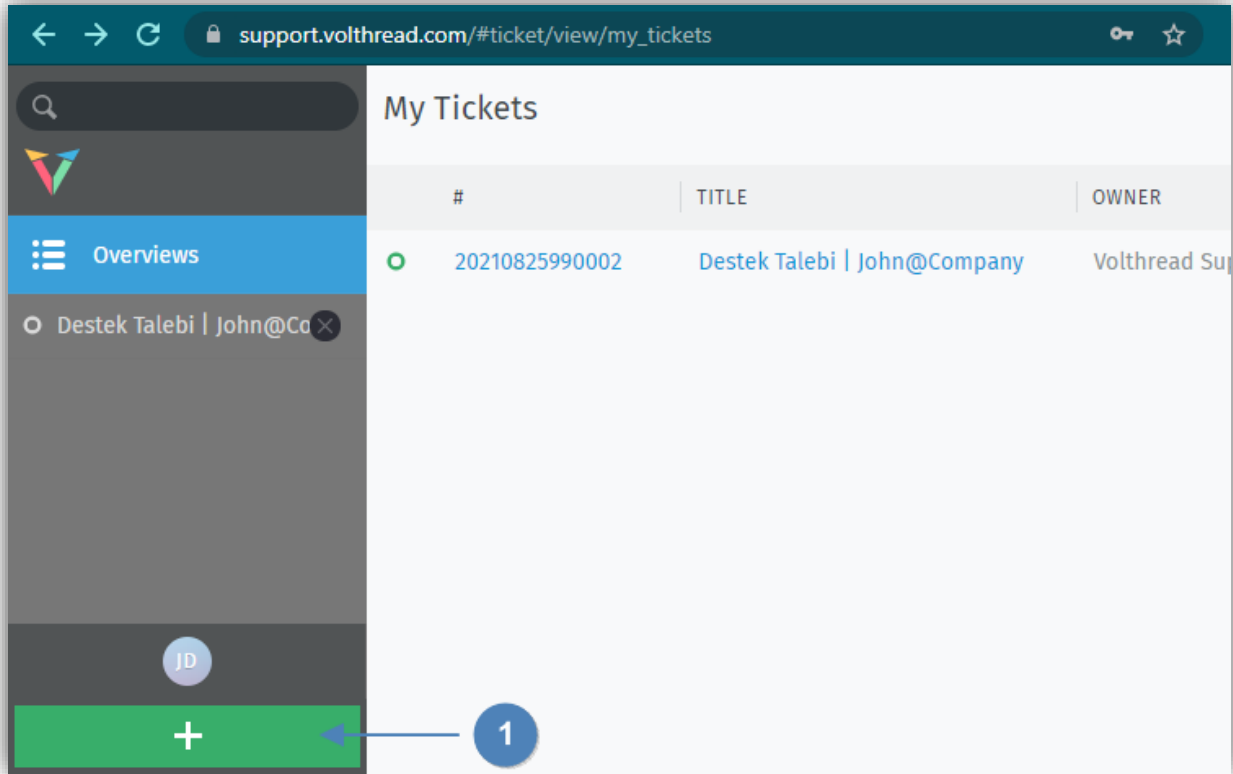 support.volthread.com/#ticket/view/my_tickets
My Tickets
# TITLE OWNER
Overviews
20210825990002 Destek Talebi | John@Company Volthread
Destek Talebi | John@Co
JD
+
1